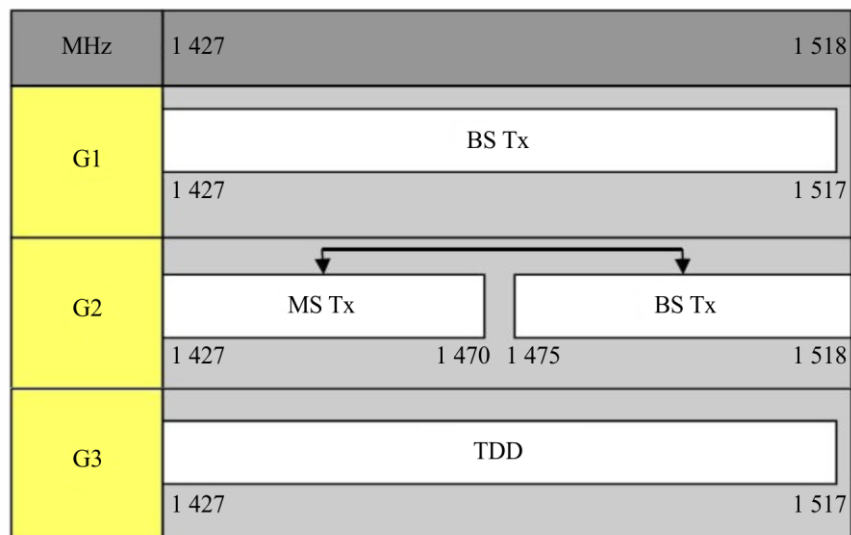 MHz 1 427 1 518
G1 BS Tx
1 427 1 517
G2 MS Tx BS Tx
1 427 1 470 1 475 1 518
G3 TDD
1 427 1 517